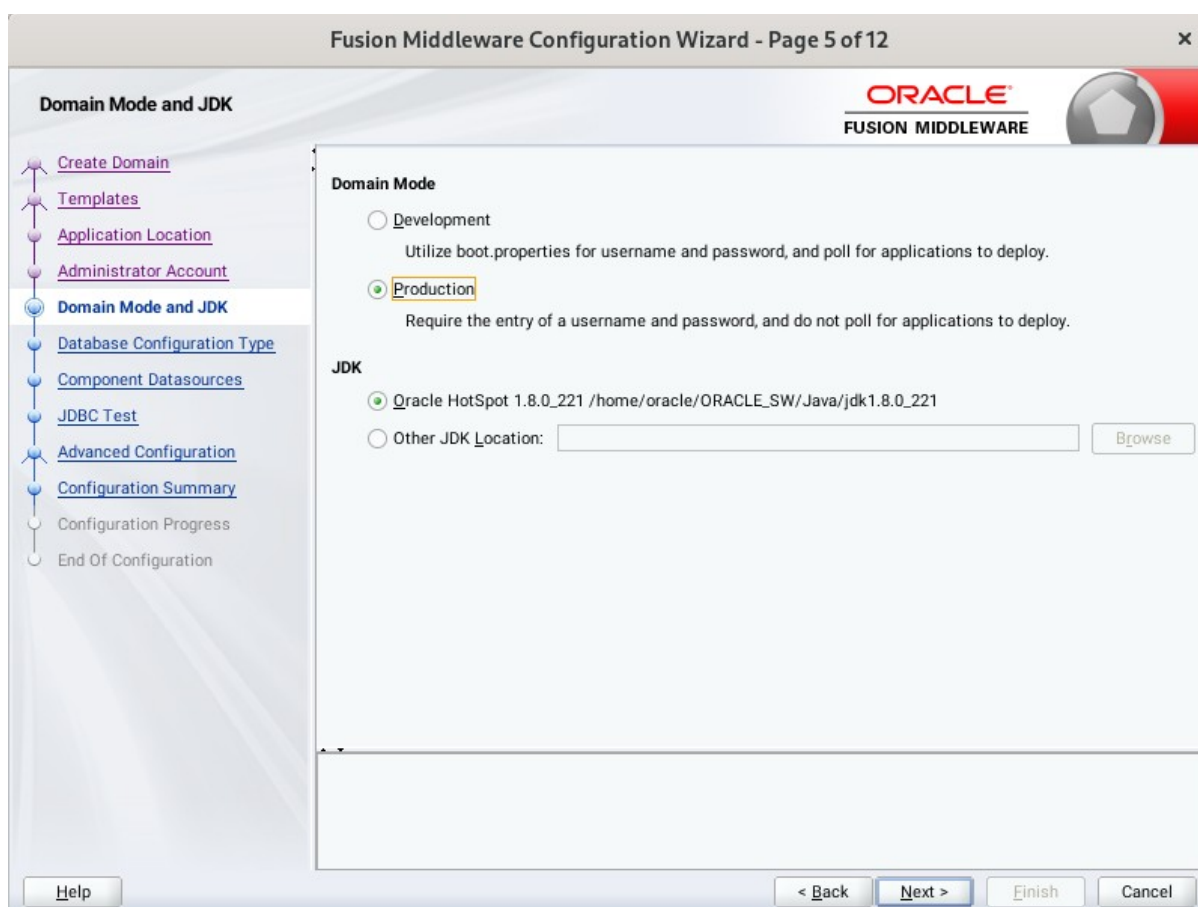 Fusion Middleware Configuration Wizard - Page 5 of 12
Domain Mode and JDK
ORACLE
FUSION MIDDLEWARE
Create Domain
Templates
Application Location
Administrator Account
Domain Mode and JDK
Database Configuration Type
Component Datasources
JDBC Test
Advanced Configuration
Configuration Summary
Configuration Progress
End Of Configuration
Domain Mode
Development
Utilize boot.properties for username and password, and poll for applications to deploy.
Production
Require the entry of a username and password, and do not poll for applications to deploy.
JDK
Oracle HotSpot 1.8.0_221 /home/oracle/ORACLE_SW/Java/jdk1.8.0_221
Other JDK Location:
Browse
Help
< Back
Next >
Finish
Cancel